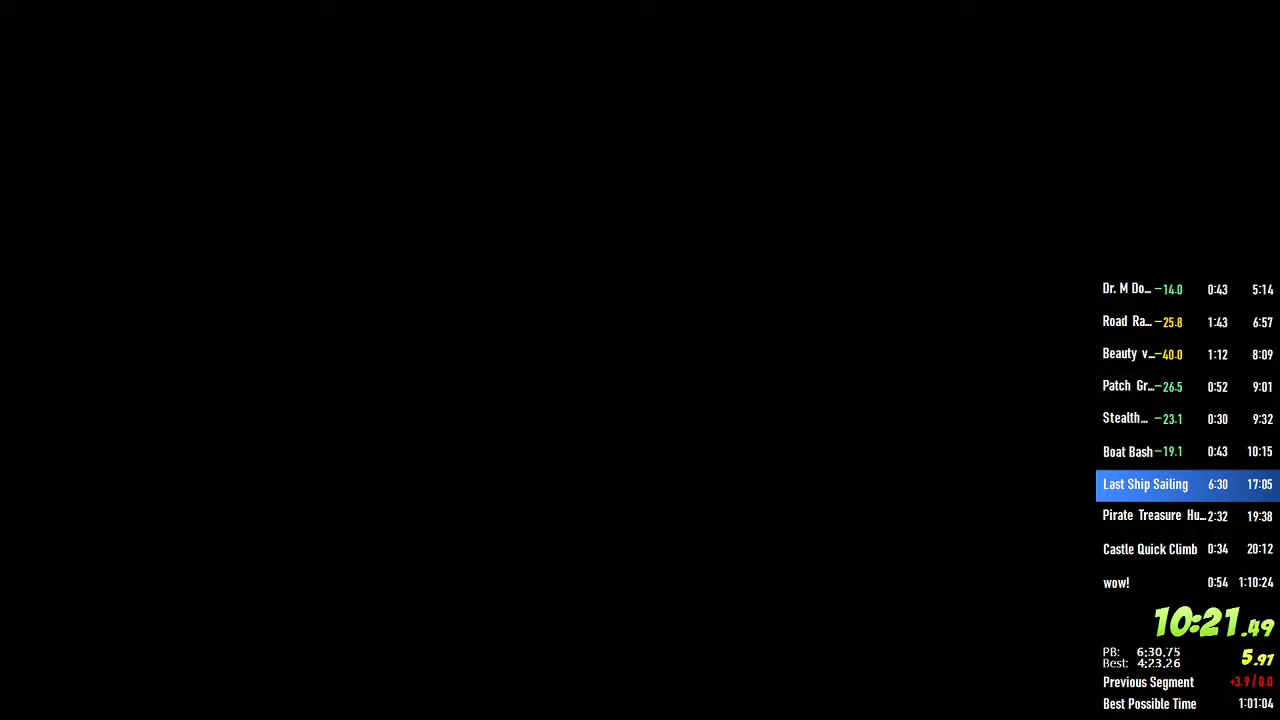 Dr. M Do... -14.0 0:43 5:14
Road Ra... -25.8 1:43 6:57
Beauty v... -40.0 1:12 8:09
Patch Gr... -26.5 0:52 9:01
Stealth... -23.1 0:30 9:32
Boat Bash -19.1 0:43 10:15
Last Ship Sailing 6:30 17:05
Pirate Treasure Hu... 2:32 19:38
Castle Quick Climb 0:34 20:12
wow! 0:54 1:10:24
10:21.49
PB: 6:30.75 5.97
Best: 4:23.26
Previous Segment +3.9 / 0.0
Best Possible Time 1:01:04